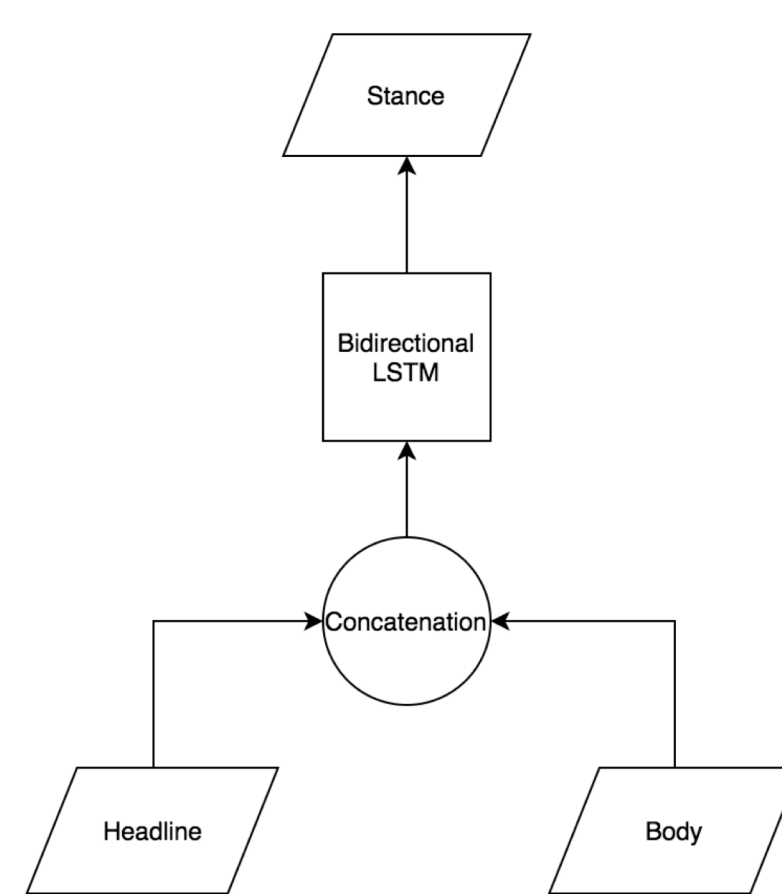 Stance
Bidirectional
LSTM
Concatenation
Headline
Body